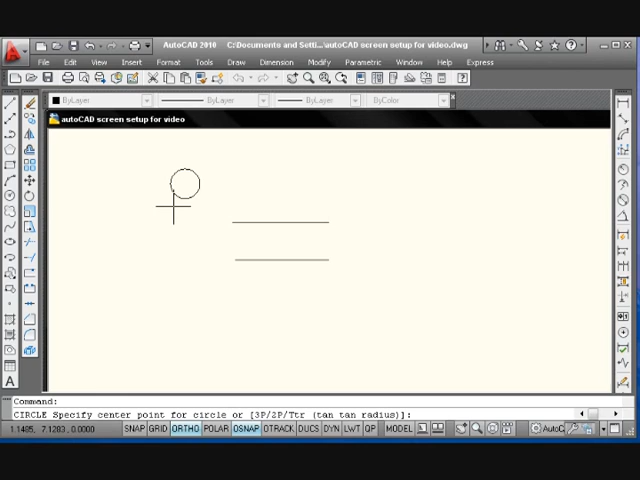 AutoCAD 2010 C:\Documents and Setti...\autoCAD screen setup for video.dwg
File Edit View Insert Format Tools Draw Dimension Modify Parametric Window Help Express
ByLayer ByLayer ByLayer ByColor
autoCAD screen setup for video
A
Command:
CIRCLE Specify center point for circle or [3P/2P/Ttr (tan tan radius)]:
1.1485, 7.1283, 0.0000 SNAP GRID ORTHO POLAR OSNAP OTRACK DUCS DYN LWT QP MODEL AutoC